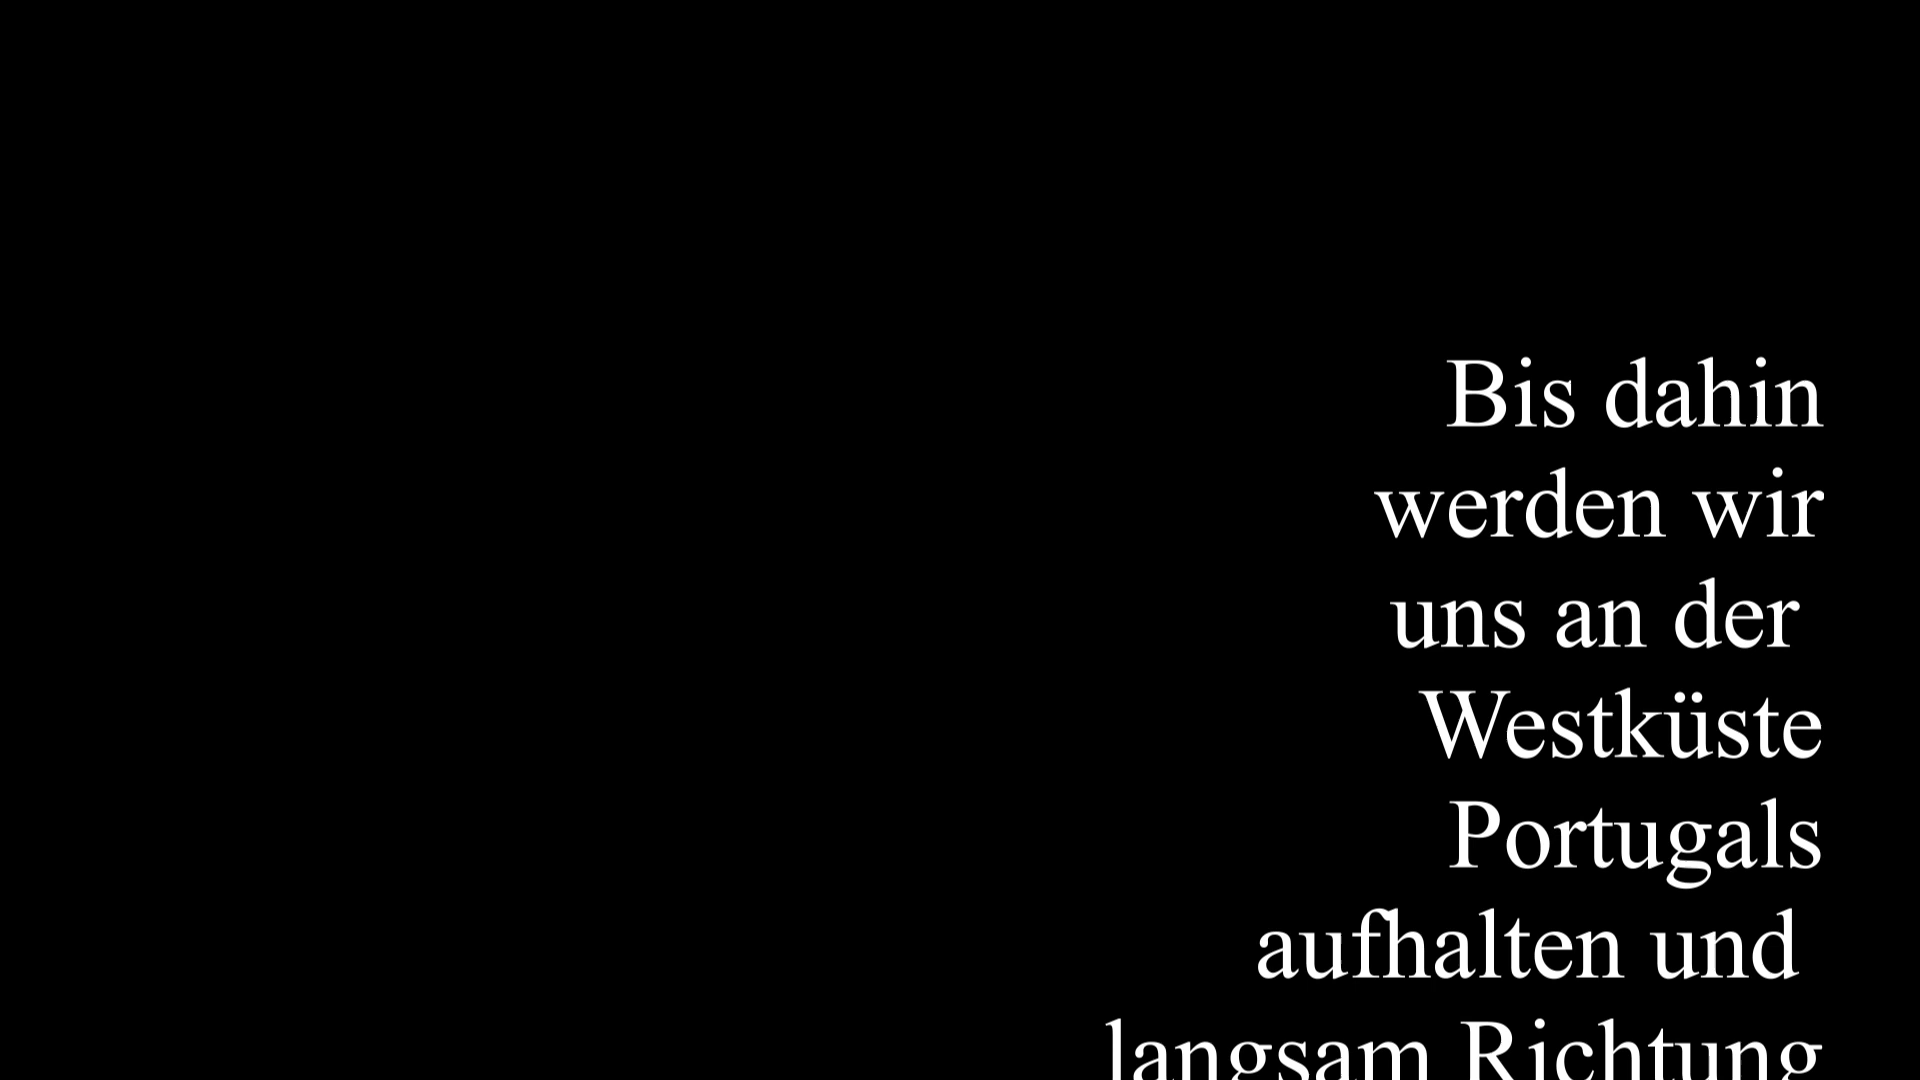 Bis dahin
werden wir
uns an der
Westküste
Portugals
aufhalten und
langsam Richtung